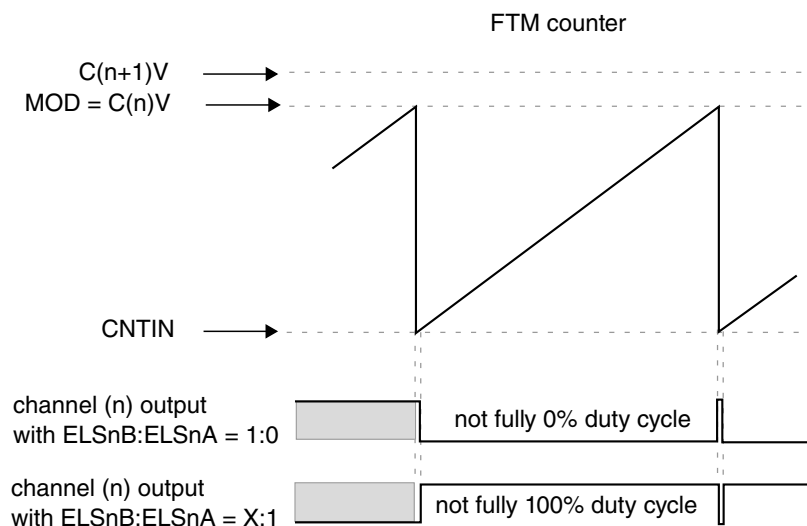 FTM counter
C(n+1)V
MOD = C(n)V
CNTIN
channel (n) output
with ELSnB:ELSnA = 1:0
not fully 0% duty cycle
channel (n) output
with ELSnB:ELSnA = X:1
not fully 100% duty cycle